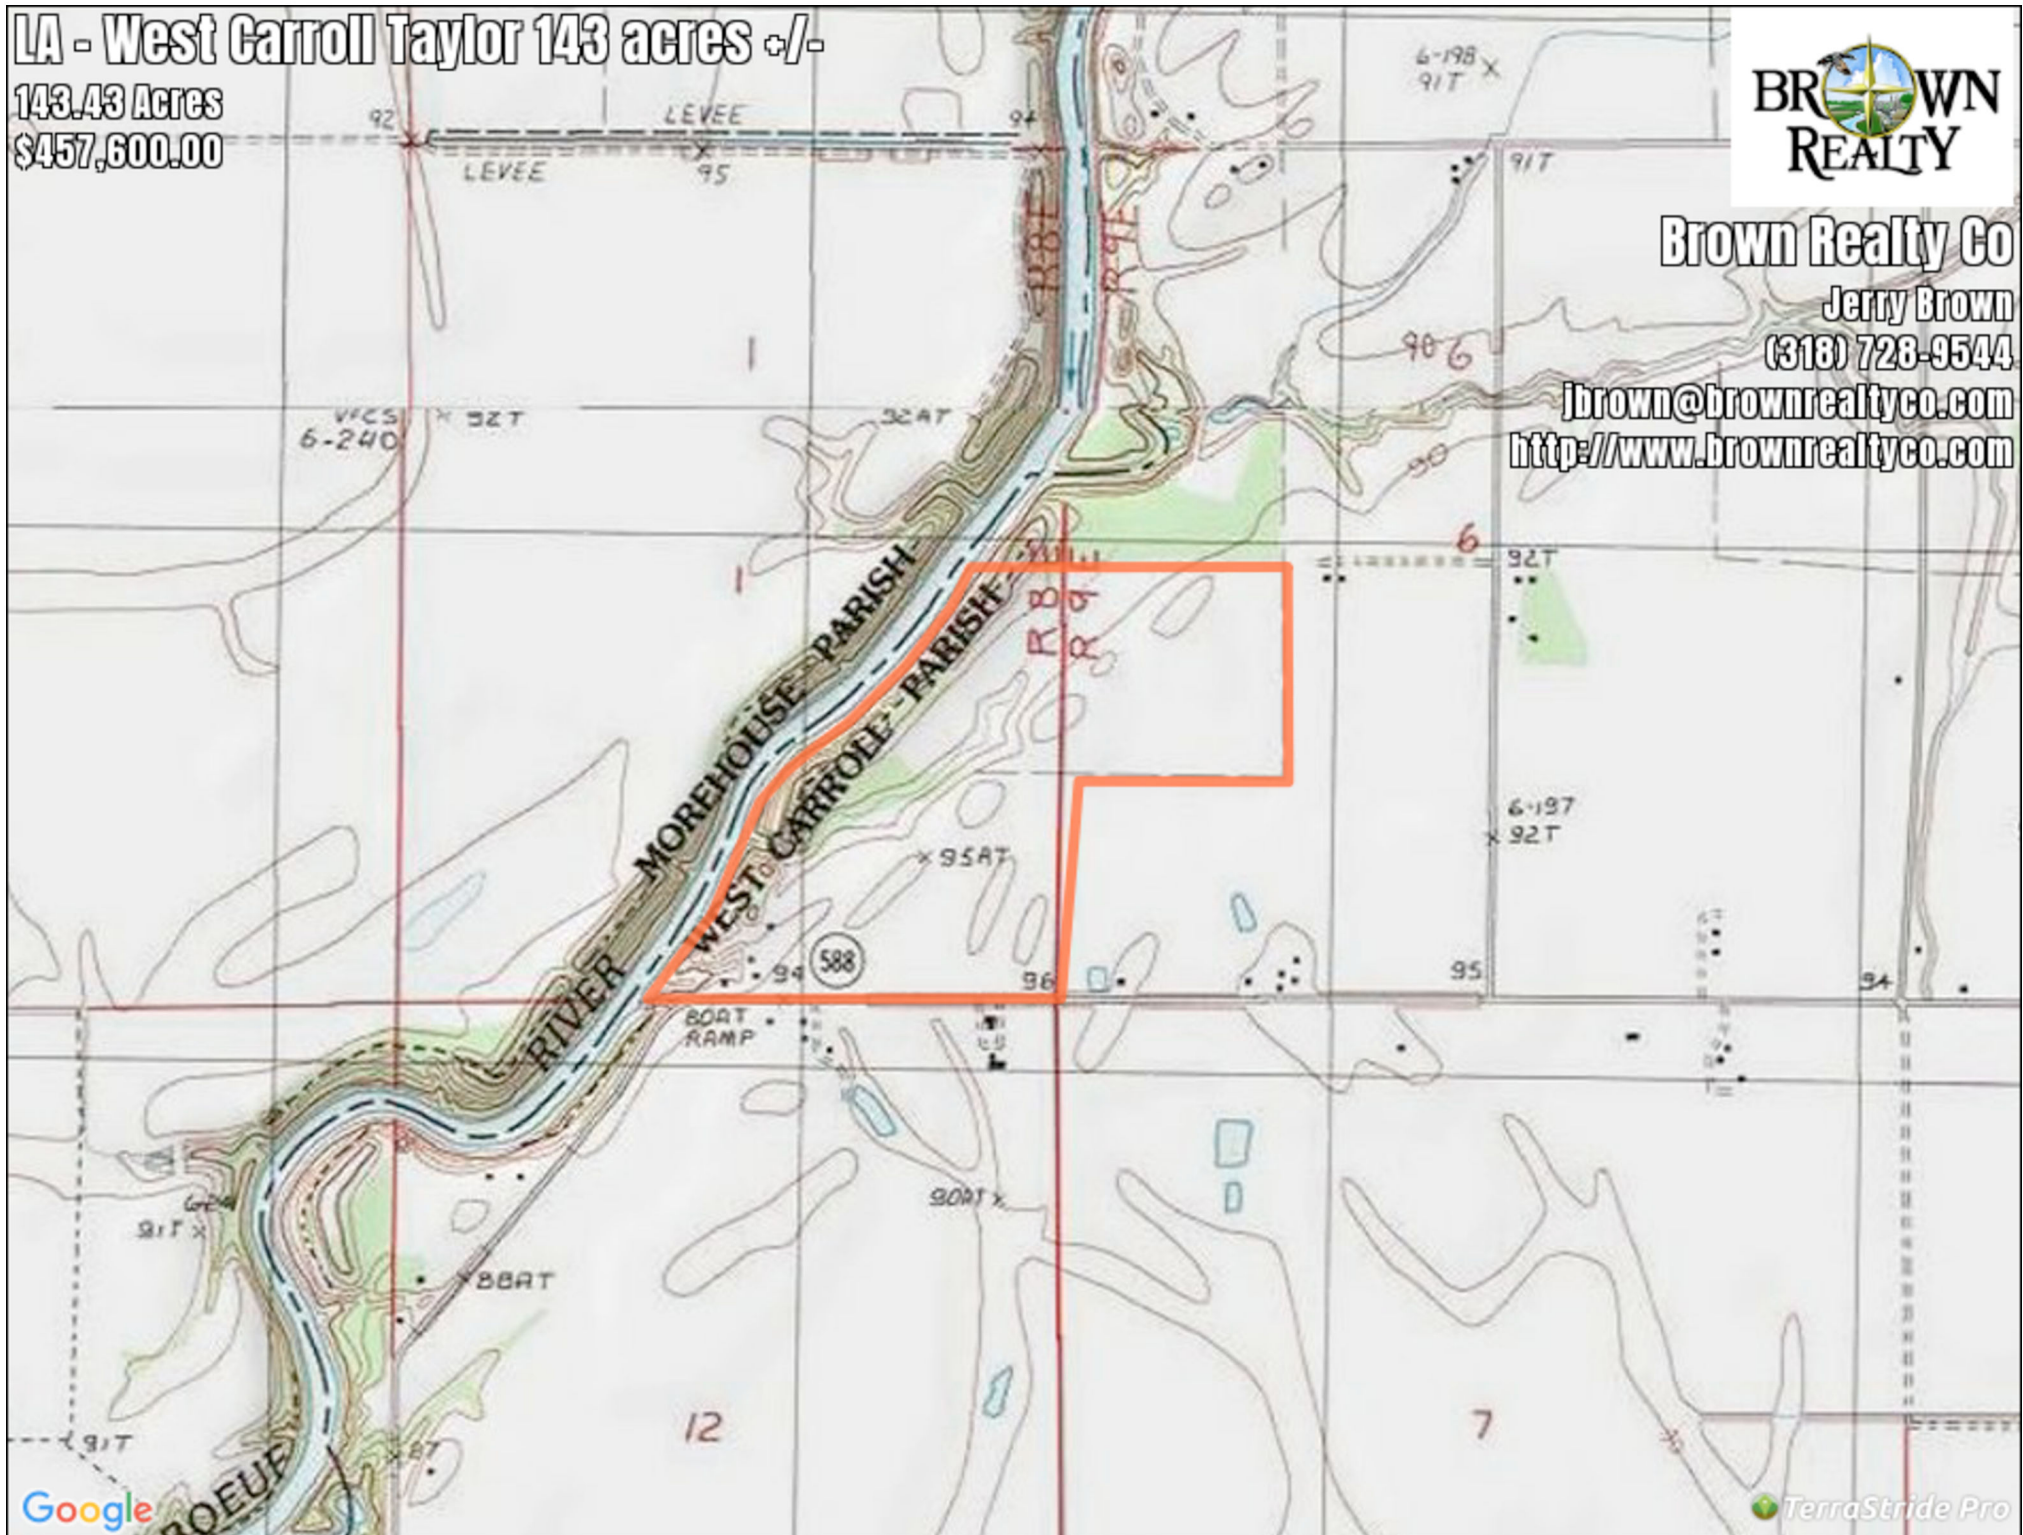 LA - West Carroll Taylor 143 acres +/-
143.43 Acres
$457,600.00
BROWN
REALTY
Brown Realty Co
Jerry Brown
(318) 728-9544
jbrown@brownrealtyco.com
http://www.brownrealtyco.com
6-198
91T
92
LEVEE
LEVEE
95
91T
R8E
R9E
1
90
6
92T
6-240
92AT
90
6
92T
1
R8E
R9E
MOREHOUSE PARISH
WEST CARROLL PARISH
6-197
92T
95AT
588
94
96
95
94
BOAT
RAMP
RIVER
91T
90AT
88AT
12
7
91T
87
BOEUF
Google
TerraStride Pro